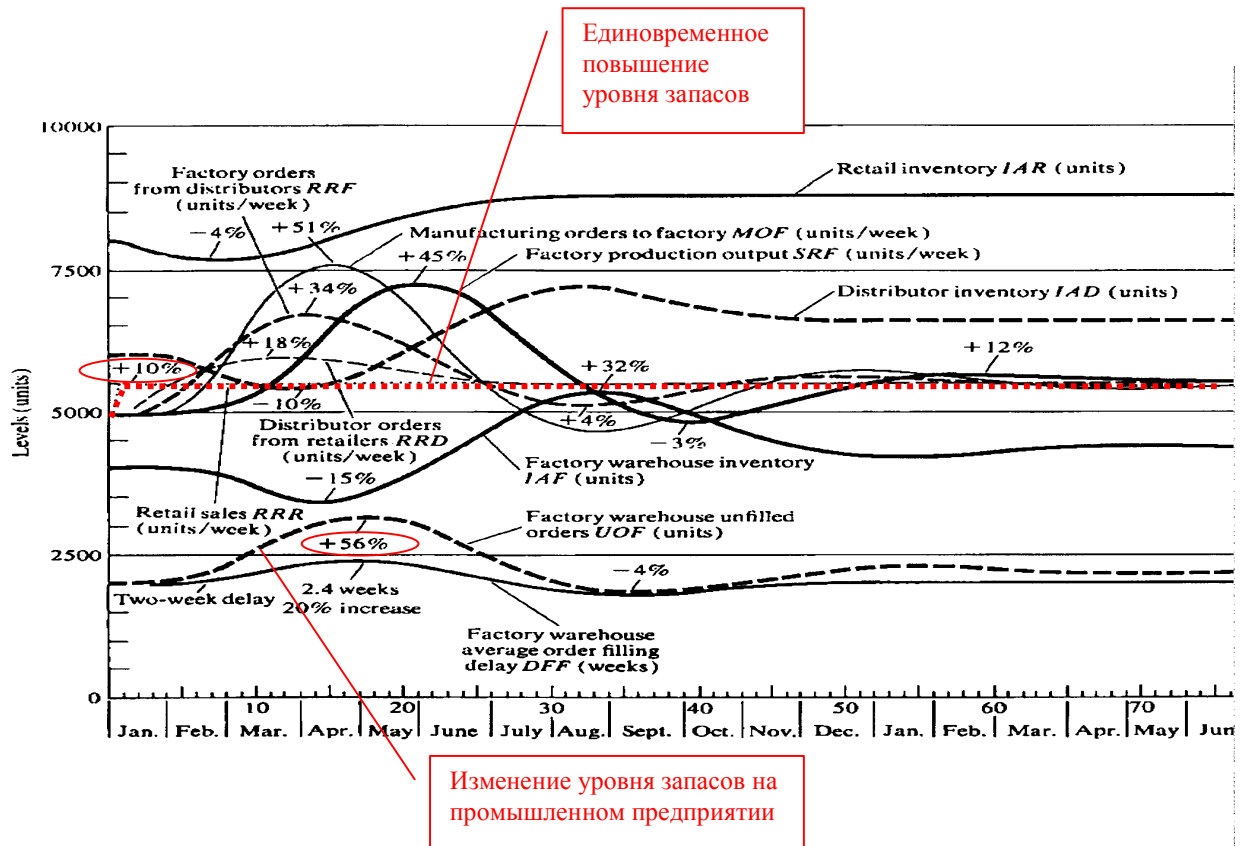 Единовременное
повышение
уровня запасов
10000
Factory orders
from distributors RRF
(units/week)
Retail inventory IAR (units)
−4%
+51%
Manufacturing orders to factory MOF (units/week)
+45%
Factory production output SRF (units/week)
7500
+34%
Distributor inventory IAD (units)
+18%
+10%
+32%
+12%
−10%
5000
+4%
−3%
Distributor orders
from retailers RRD
(units/week)
Levels (units)
−15%
Factory warehouse inventory
IAF (units)
Retail sales RRR
(units/week)
Factory warehouse unfilled
orders UOF (units)
+56%
2500
−4%
Two-week delay
2.4 weeks
20% increase
Factory warehouse
average order filling
delay DFF (weeks)
0
10 20 30 40 50 60 70
Jan. Feb. Mar. Apr. May June July Aug. Sept. Oct. Nov. Dec. Jan. Feb. Mar. Apr. May Jun
Изменение уровня запасов на
промышленном предприятии